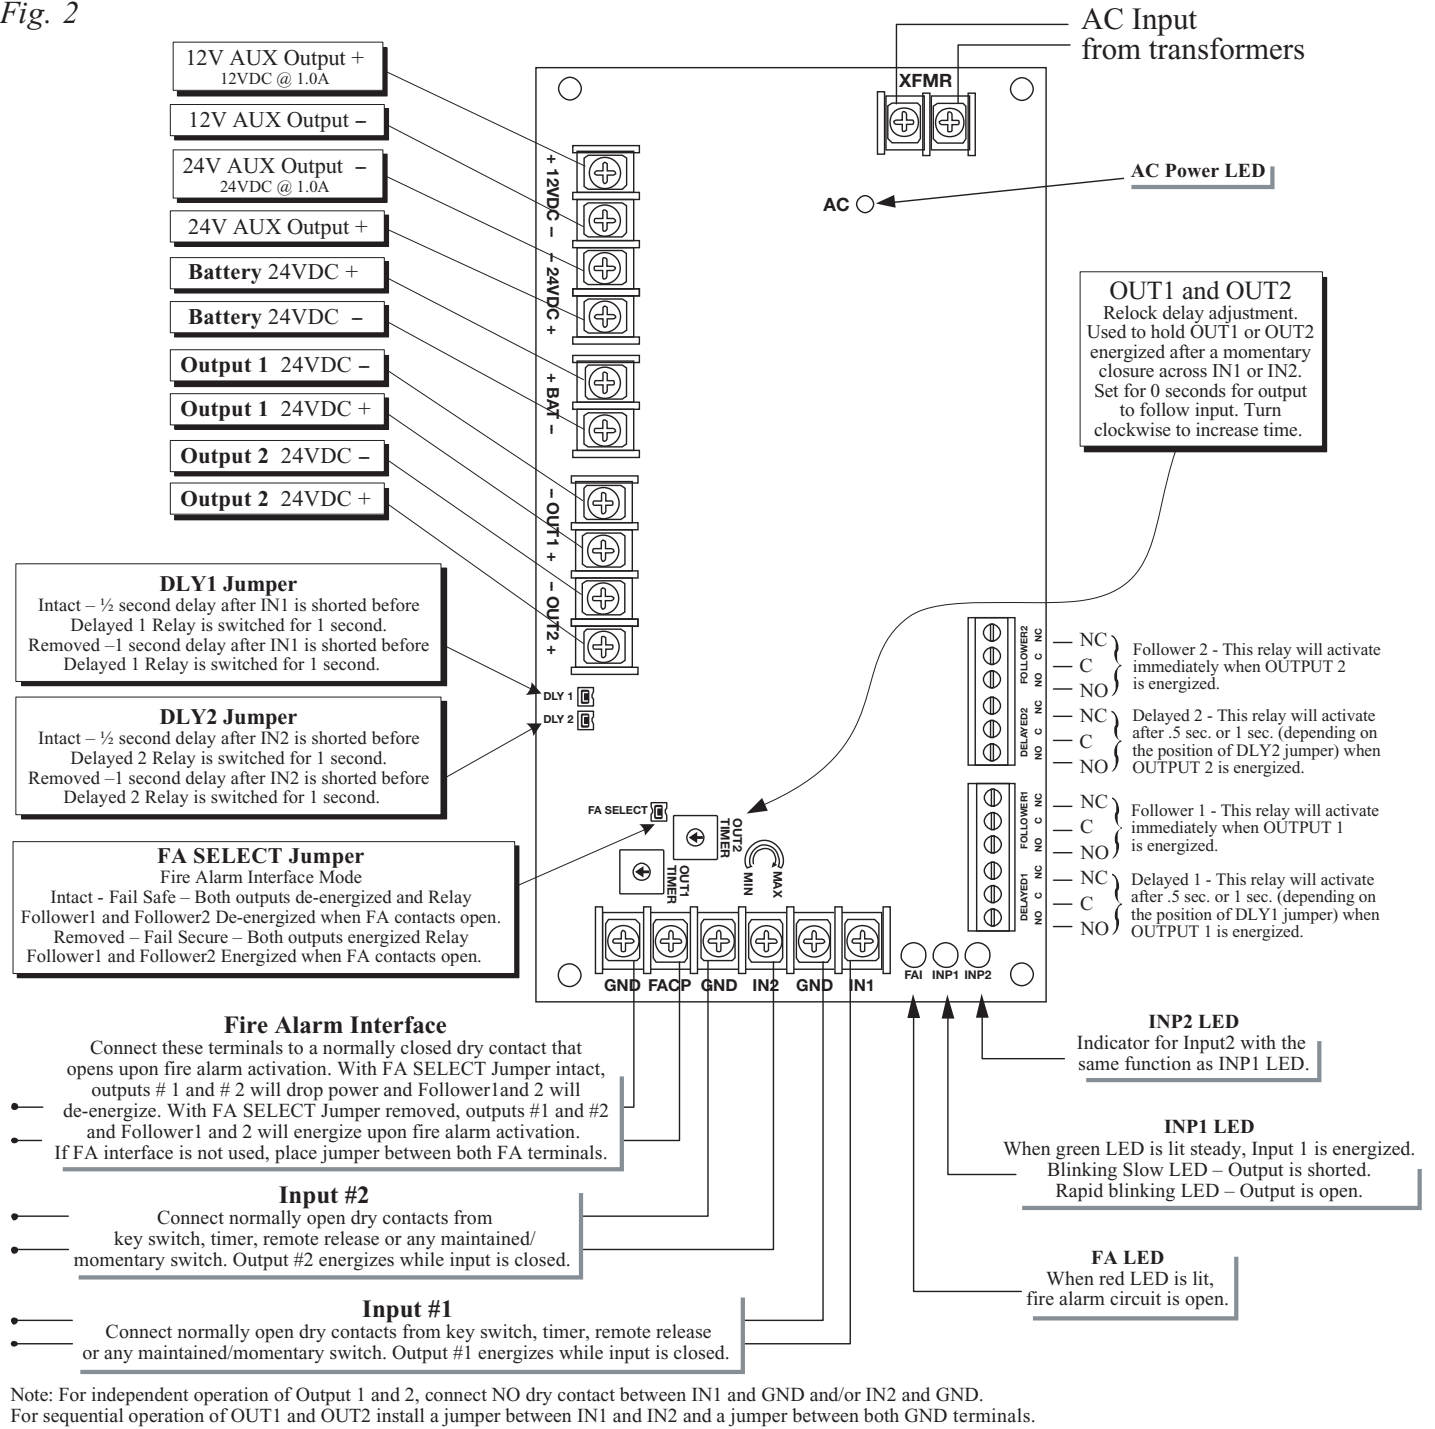 Fig. 2
AC Input
from transformers
12V AUX Output +
12VDC @ 1.0A
12V AUX Output –
24V AUX Output –
24VDC @ 1.0A
24V AUX Output +
Battery 24VDC +
Battery 24VDC –
Output 1 24VDC –
Output 1 24VDC +
Output 2 24VDC –
Output 2 24VDC +
XFMR
AC Power LED
AC
+ 12VDC –
– 24VDC +
+ BAT –
– OUT1 +
– OUT2 +
OUT1 and OUT2
Relock delay adjustment.
Used to hold OUT1 or OUT2
energized after a momentary
closure across IN1 or IN2.
Set for 0 seconds for output
to follow input. Turn
clockwise to increase time.
DLY1 Jumper
Intact – ½ second delay after IN1 is shorted before
Delayed 1 Relay is switched for 1 second.
Removed –1 second delay after IN1 is shorted before
Delayed 1 Relay is switched for 1 second.
DLY2 Jumper
Intact – ½ second delay after IN2 is shorted before
Delayed 2 Relay is switched for 1 second.
Removed –1 second delay after IN2 is shorted before
Delayed 2 Relay is switched for 1 second.
DLY 1
DLY 2
FA SELECT Jumper
Fire Alarm Interface Mode
Intact - Fail Safe – Both outputs de-energized and Relay
Follower1 and Follower2 De-energized when FA contacts open.
Removed – Fail Secure – Both outputs energized Relay
Follower1 and Follower2 Energized when FA contacts open.
FA SELECT
OUT2
TIMER
OUT1
TIMER
MIN
MAX
FOLLOWER2
NC
C
NO
DELAYED2
NC
C
NO
FOLLOWER1
NC
C
NO
DELAYED1
NC
C
NO
NC
C
NO
Follower 2 - This relay will activate
immediately when OUTPUT 2
is energized.
NC
C
NO
Delayed 2 - This relay will activate
after .5 sec. or 1 sec. (depending on
the position of DLY2 jumper) when
OUTPUT 2 is energized.
NC
C
NO
Follower 1 - This relay will activate
immediately when OUTPUT 1
is energized.
NC
C
NO
Delayed 1 - This relay will activate
after .5 sec. or 1 sec. (depending on
the position of DLY1 jumper) when
OUTPUT 1 is energized.
GND FACP GND IN2 GND IN1
FAI INP1 INP2
Fire Alarm Interface
Connect these terminals to a normally closed dry contact that
opens upon fire alarm activation. With FA SELECT Jumper intact,
outputs # 1 and # 2 will drop power and Follower1and 2 will
de-energize. With FA SELECT Jumper removed, outputs #1 and #2
and Follower1 and 2 will energize upon fire alarm activation.
If FA interface is not used, place jumper between both FA terminals.
Input #2
Connect normally open dry contacts from
key switch, timer, remote release or any maintained/
momentary switch. Output #2 energizes while input is closed.
Input #1
Connect normally open dry contacts from key switch, timer, remote release
or any maintained/momentary switch. Output #1 energizes while input is closed.
INP2 LED
Indicator for Input2 with the
same function as INP1 LED.
INP1 LED
When green LED is lit steady, Input 1 is energized.
Blinking Slow LED – Output is shorted.
Rapid blinking LED – Output is open.
FA LED
When red LED is lit,
fire alarm circuit is open.
Note: For independent operation of Output 1 and 2, connect NO dry contact between IN1 and GND and/or IN2 and GND.
For sequential operation of OUT1 and OUT2 install a jumper between IN1 and IN2 and a jumper between both GND terminals.